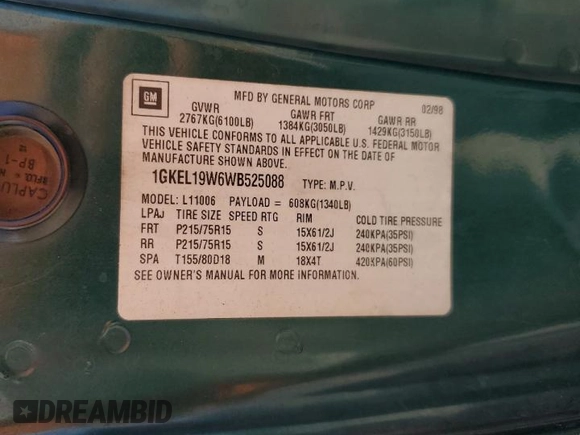 GM
MFD BY GENERAL MOTORS CORP 02/98
GVWR GAWR FRT GAWR RR
2767KG(6100LB) 1384KG(3050LB) 1429KG(3150LB)
THIS VEHICLE CONFORMS TO ALL APPLICABLE U.S. FEDERAL MOTOR
VEHICLE SAFETY STANDARDS IN EFFECT ON THE DATE OF
MANUFACTURE SHOWN ABOVE.
1GKEL19W6WB525088 TYPE: M.P.V.
MODEL: L11006 PAYLOAD = 608KG(1340LB)
LPAJ TIRE SIZE SPEED RTG RIM COLD TIRE PRESSURE
FRT P215/75R15 S 15X61/2J 240KPA(35PSI)
RR P215/75R15 S 15X61/2J 240KPA(35PSI)
SPA T155/80D18 M 18X4T 420KPA(60PSI)
SEE OWNER'S MANUAL FOR MORE INFORMATION.
CAPLU
BP-1
12
DREAMBID